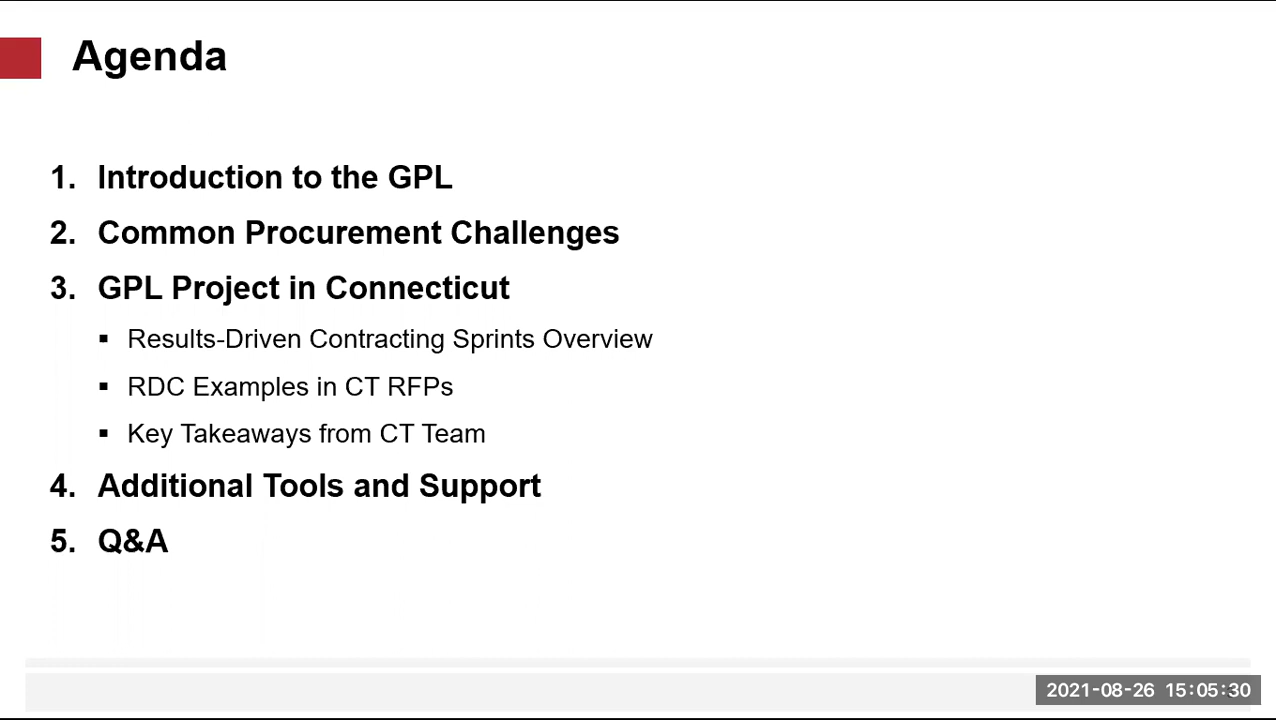 Agenda
1. Introduction to the GPL
2. Common Procurement Challenges
3. GPL Project in Connecticut
▪ Results-Driven Contracting Sprints Overview
▪ RDC Examples in CT RFPs
▪ Key Takeaways from CT Team
4. Additional Tools and Support
5. Q&A
2021-08-26 15:05:30